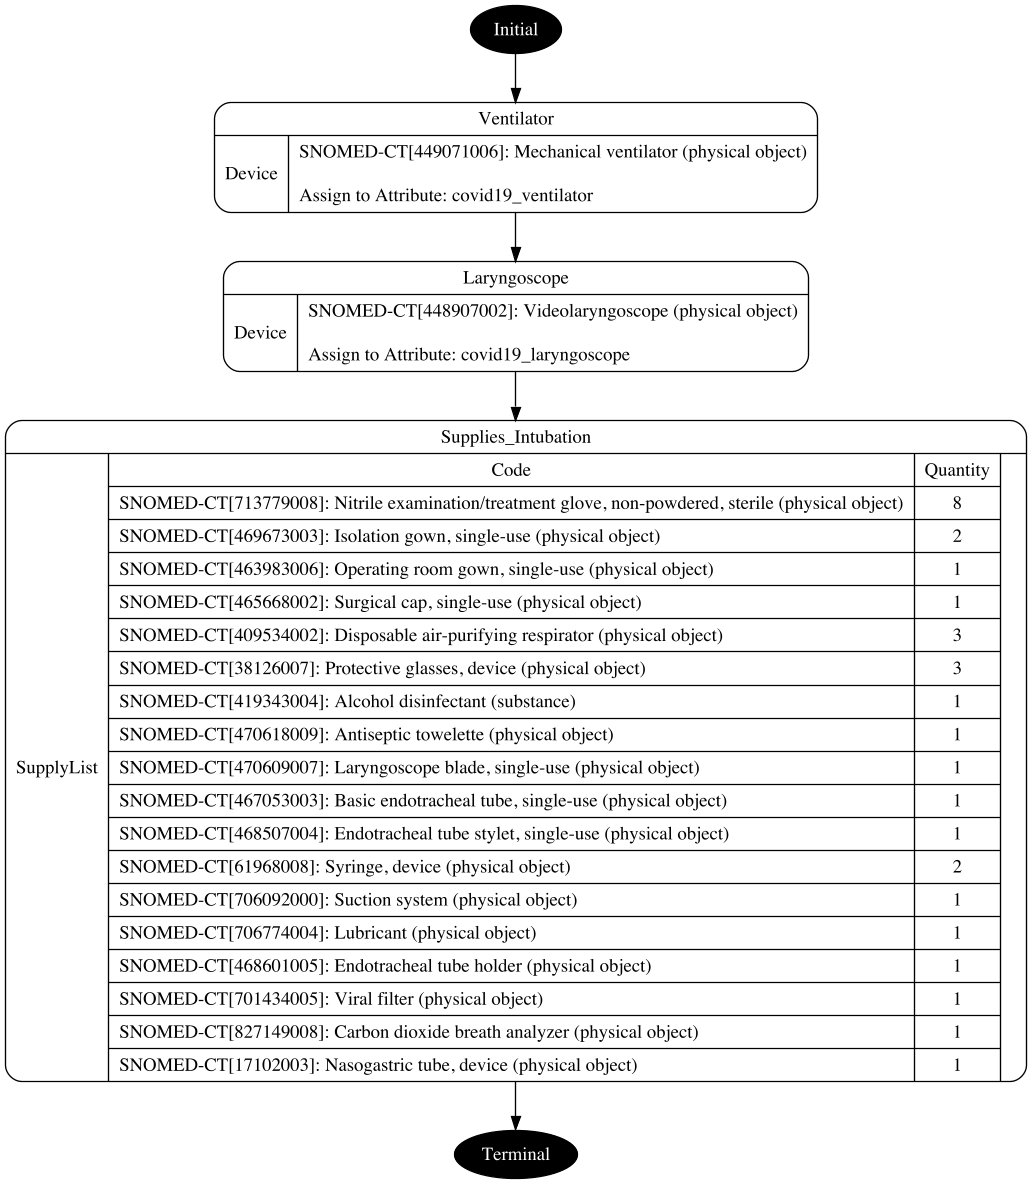 Initial
Ventilator
Device
SNOMED-CT[449071006]: Mechanical ventilator (physical object)
Assign to Attribute: covid19_ventilator
Laryngoscope
Device
SNOMED-CT[448907002]: Videolaryngoscope (physical object)
Assign to Attribute: covid19_laryngoscope
Supplies_Intubation
SupplyList
Code Quantity
SNOMED-CT[713779008]: Nitrile examination/treatment glove, non-powdered, sterile (physical object) 8
SNOMED-CT[469673003]: Isolation gown, single-use (physical object) 2
SNOMED-CT[463983006]: Operating room gown, single-use (physical object) 1
SNOMED-CT[465668002]: Surgical cap, single-use (physical object) 1
SNOMED-CT[409534002]: Disposable air-purifying respirator (physical object) 3
SNOMED-CT[38126007]: Protective glasses, device (physical object) 3
SNOMED-CT[419343004]: Alcohol disinfectant (substance) 1
SNOMED-CT[470618009]: Antiseptic towelette (physical object) 1
SNOMED-CT[470609007]: Laryngoscope blade, single-use (physical object) 1
SNOMED-CT[467053003]: Basic endotracheal tube, single-use (physical object) 1
SNOMED-CT[468507004]: Endotracheal tube stylet, single-use (physical object) 1
SNOMED-CT[61968008]: Syringe, device (physical object) 2
SNOMED-CT[706092000]: Suction system (physical object) 1
SNOMED-CT[706774004]: Lubricant (physical object) 1
SNOMED-CT[468601005]: Endotracheal tube holder (physical object) 1
SNOMED-CT[701434005]: Viral filter (physical object) 1
SNOMED-CT[827149008]: Carbon dioxide breath analyzer (physical object) 1
SNOMED-CT[17102003]: Nasogastric tube, device (physical object) 1
Terminal